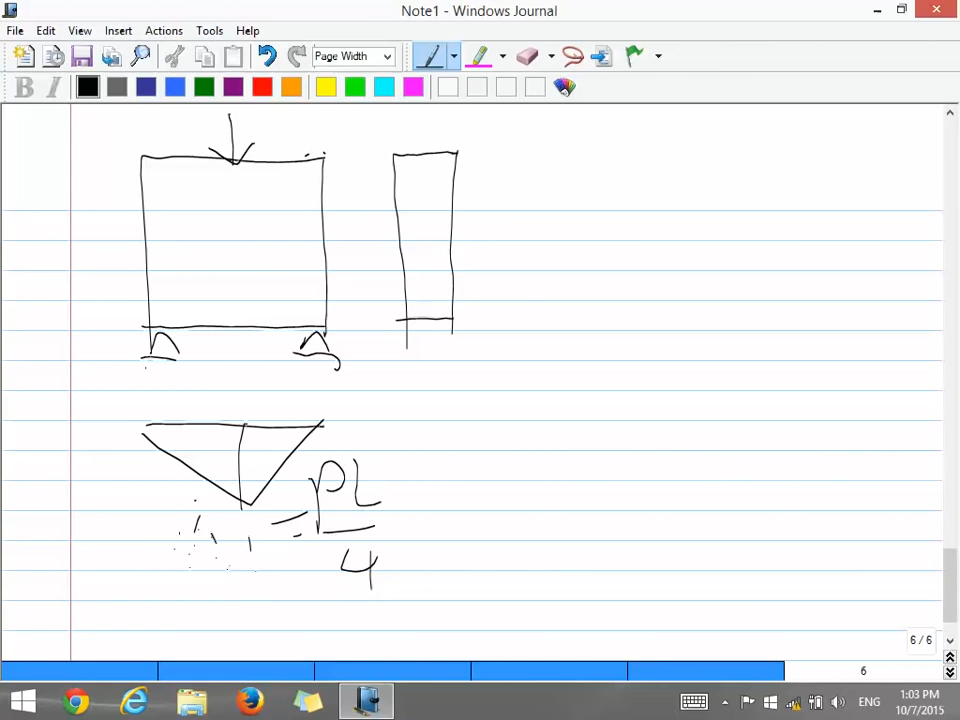 Note1 - Windows Journal
File Edit View Insert Actions Tools Help
Page Width
B I
= PL
4
6 / 6
6
ENG
1:03 PM
10/7/2015